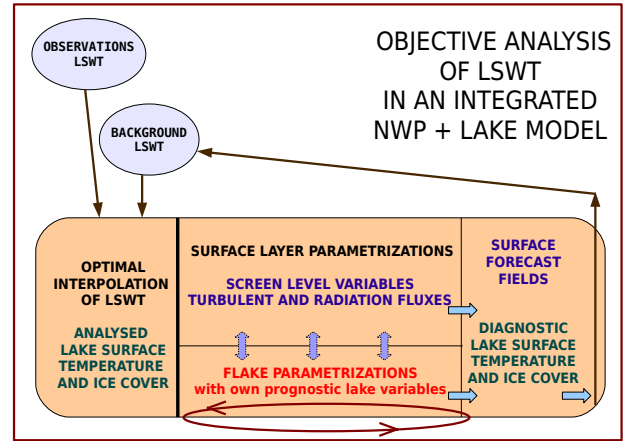 OBJECTIVE ANALYSIS
OF LSWT
IN AN INTEGRATED
NWP + LAKE MODEL
OBSERVATIONS
LSWT
BACKGROUND
LSWT
OPTIMAL
INTERPOLATION
OF LSWT
ANALYSED
LAKE SURFACE
TEMPERATURE
AND ICE COVER
SURFACE LAYER PARAMETRIZATIONS
SCREEN LEVEL VARIABLES
TURBULENT AND RADIATION FLUXES
FLAKE PARAMETRIZATIONS
with own prognostic lake variables
SURFACE
FORECAST
FIELDS
DIAGNOSTIC
LAKE SURFACE
TEMPERATURE
AND ICE COVER